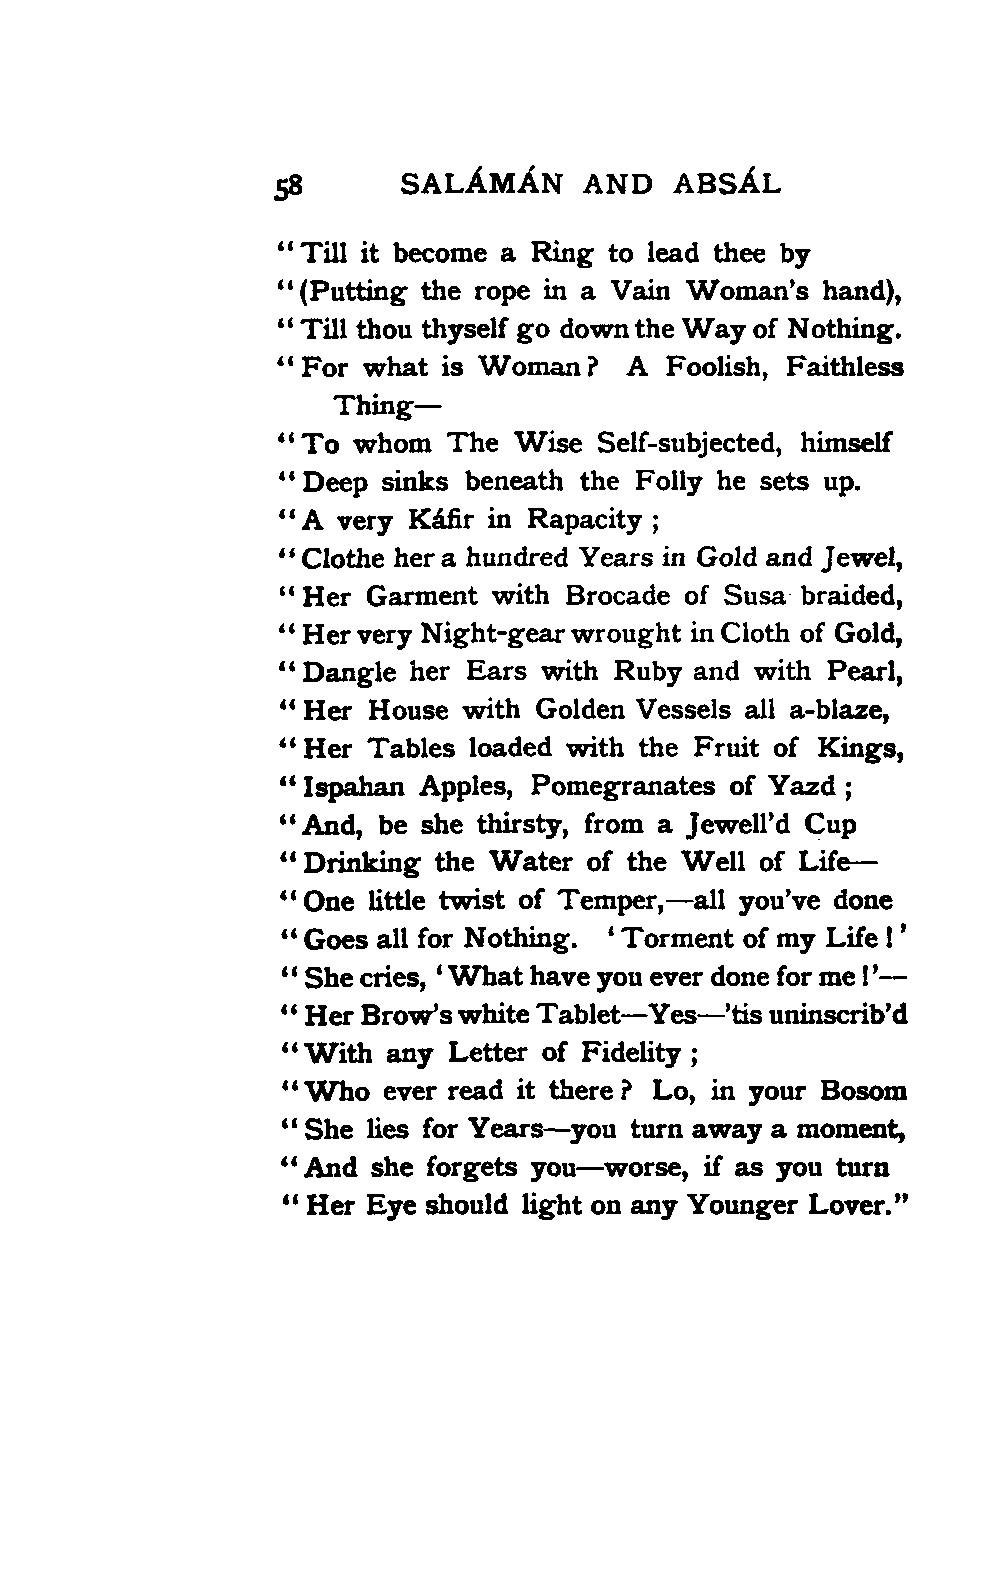 58 SALÁMÁN AND ABSÁL
“Till it become a Ring to lead thee by
“(Putting the rope in a Vain Woman's hand),
“Till thou thyself go down the Way of Nothing.
“For what is Woman? A Foolish, Faithless
Thing—
“To whom The Wise Self-subjected, himself
“Deep sinks beneath the Folly he sets up.
“A very Káfir in Rapacity ;
“Clothe her a hundred Years in Gold and Jewel,
“Her Garment with Brocade of Susa braided,
“Her very Night-gear wrought in Cloth of Gold,
“Dangle her Ears with Ruby and with Pearl,
“Her House with Golden Vessels all a-blaze,
“Her Tables loaded with the Fruit of Kings,
“Ispahan Apples, Pomegranates of Yazd ;
“And, be she thirsty, from a Jewell'd Cup
“Drinking the Water of the Well of Life—
“One little twist of Temper,—all you've done
“Goes all for Nothing. ‘Torment of my Life!’
“She cries, ‘What have you ever done for me!’—
“Her Brow's white Tablet—Yes—'tis uninscrib'd
“With any Letter of Fidelity ;
“Who ever read it there? Lo, in your Bosom
“She lies for Years—you turn away a moment,
“And she forgets you—worse, if as you turn
“Her Eye should light on any Younger Lover.”